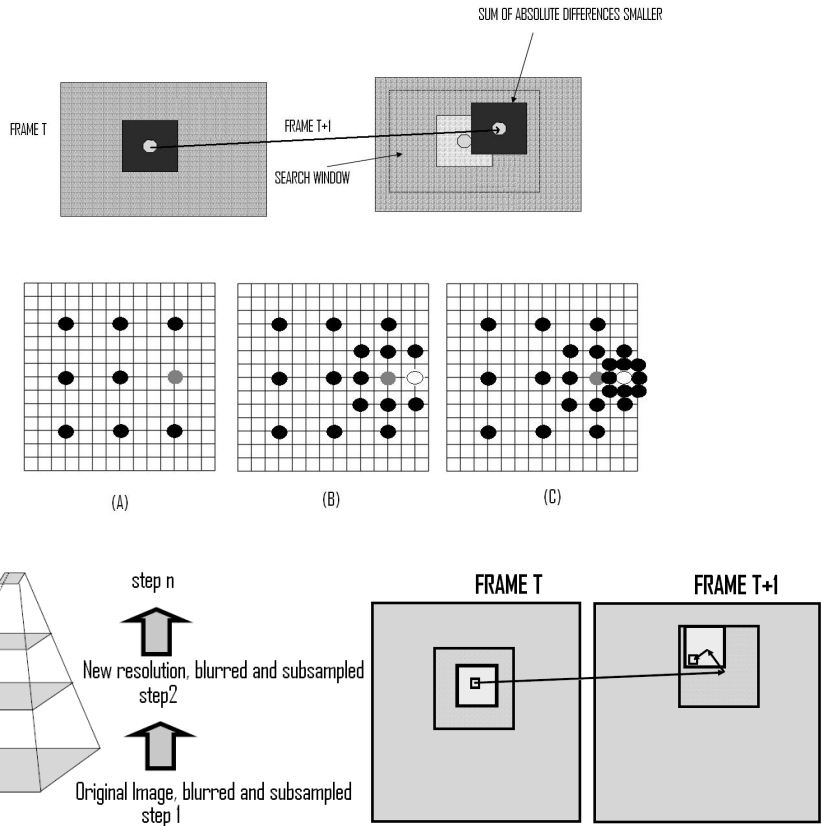 SUM OF ABSOLUTE DIFFERENCES SMALLER
FRAME T
FRAME T+1
SEARCH WINDOW
(A)
(B)
(C)
step n
New resolution, blurred and subsampled
step2
Original Image, blurred and subsampled
step 1
FRAME T
FRAME T+1